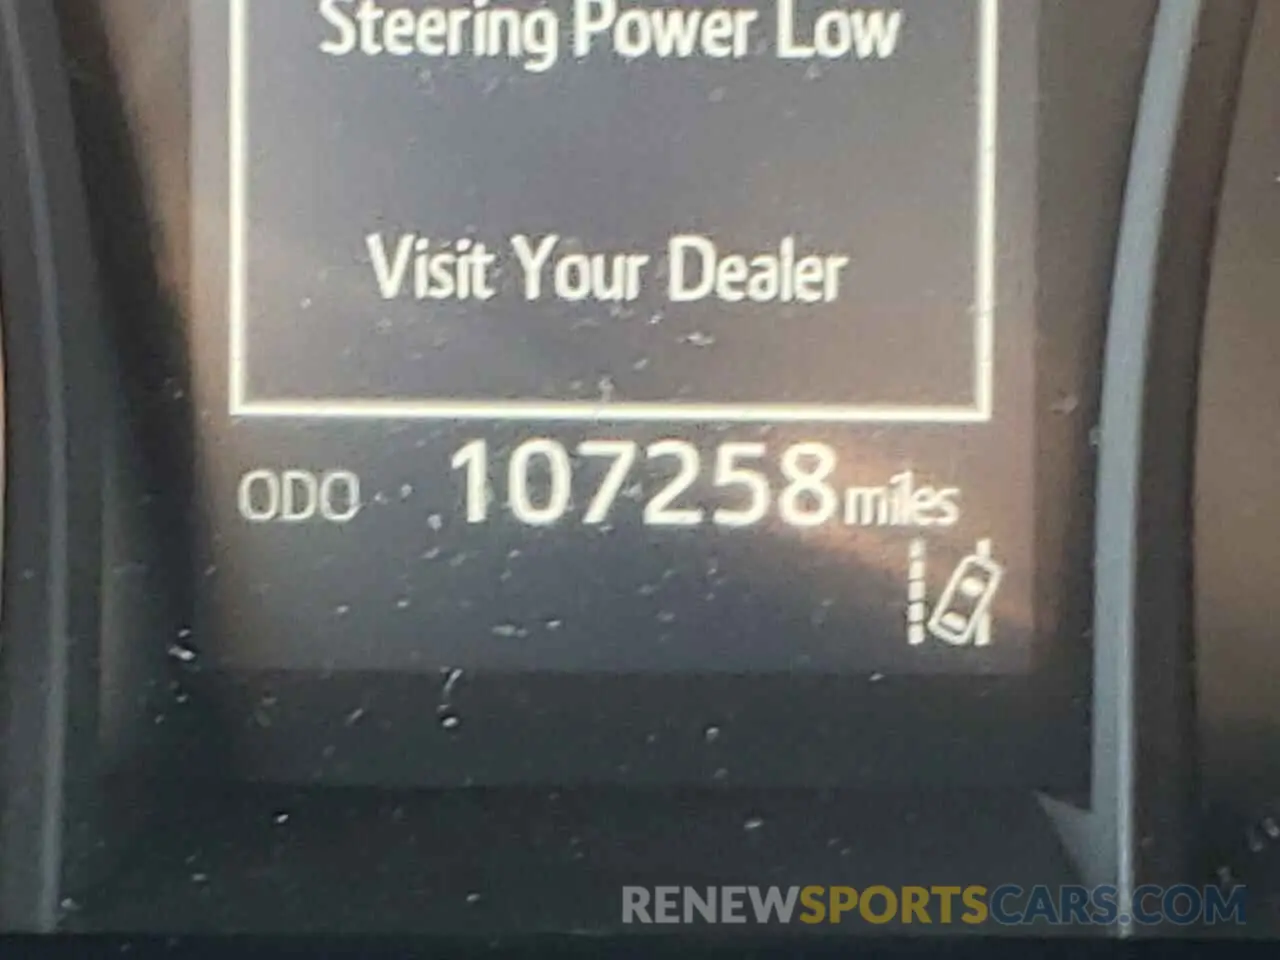 Steering Power Low
Visit Your Dealer
ODO 107258 miles
RENEWSPORTSCARS.COM